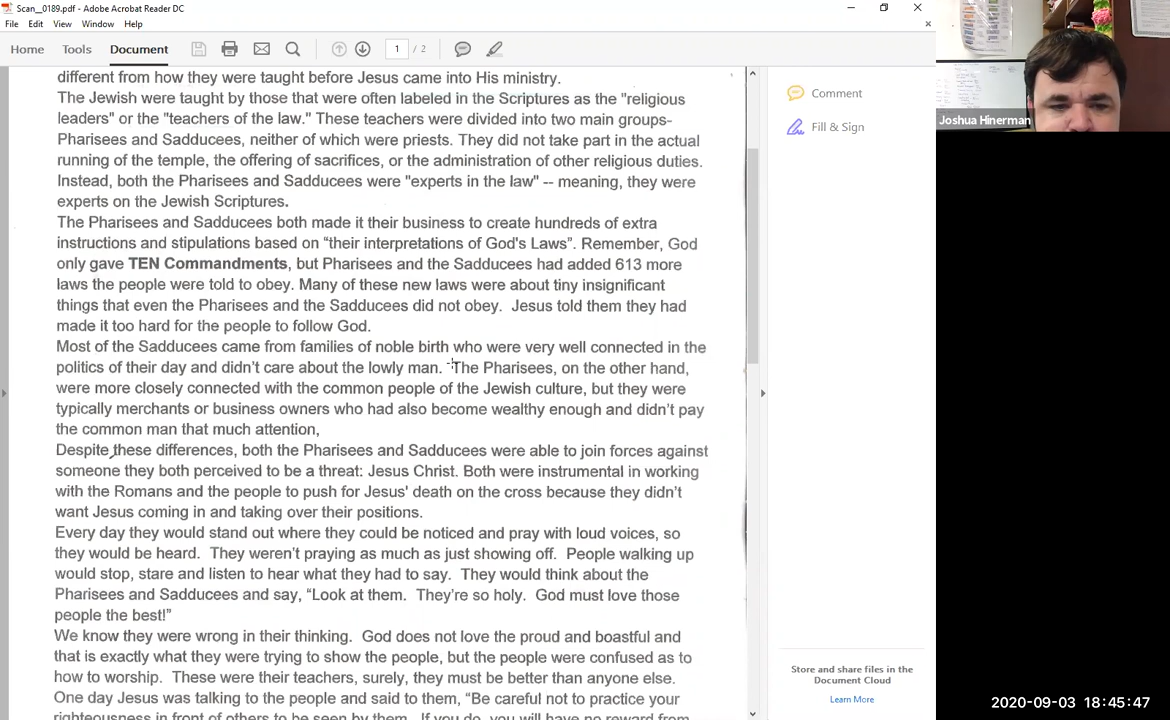 Scan__0189.pdf - Adobe Acrobat Reader DC
File Edit View Window Help
Home Tools Document 1 / 2
different from how they were taught before Jesus came into His ministry.
The Jewish were taught by those that were often labeled in the Scriptures as the "religious
leaders" or the "teachers of the law." These teachers were divided into two main groups-
Pharisees and Sadducees, neither of which were priests. They did not take part in the actual
running of the temple, the offering of sacrifices, or the administration of other religious duties.
Instead, both the Pharisees and Sadducees were "experts in the law" -- meaning, they were
experts on the Jewish Scriptures.
The Pharisees and Sadducees both made it their business to create hundreds of extra
instructions and stipulations based on “their interpretations of God's Laws”. Remember, God
only gave TEN Commandments, but Pharisees and the Sadducees had added 613 more
laws the people were told to obey. Many of these new laws were about tiny insignificant
things that even the Pharisees and the Sadducees did not obey. Jesus told them they had
made it too hard for the people to follow God.
Most of the Sadducees came from families of noble birth who were very well connected in the
politics of their day and didn’t care about the lowly man. The Pharisees, on the other hand,
were more closely connected with the common people of the Jewish culture, but they were
typically merchants or business owners who had also become wealthy enough and didn’t pay
the common man that much attention,
Despite these differences, both the Pharisees and Sadducees were able to join forces against
someone they both perceived to be a threat: Jesus Christ. Both were instrumental in working
with the Romans and the people to push for Jesus' death on the cross because they didn’t
want Jesus coming in and taking over their positions.
Every day they would stand out where they could be noticed and pray with loud voices, so
they would be heard. They weren’t praying as much as just showing off. People walking up
would stop, stare and listen to hear what they had to say. They would think about the
Pharisees and Sadducees and say, “Look at them. They’re so holy. God must love those
people the best!”
We know they were wrong in their thinking. God does not love the proud and boastful and
that is exactly what they were trying to show the people, but the people were confused as to
how to worship. These were their teachers, surely, they must be better than anyone else.
One day Jesus was talking to the people and said to them, “Be careful not to practice your
righteousness in front of others to be seen by them. If you do, you will have no reward from
Comment
Fill & Sign
Store and share files in the
Document Cloud
Learn More
Joshua Hinerman
2020-09-03 18:45:47